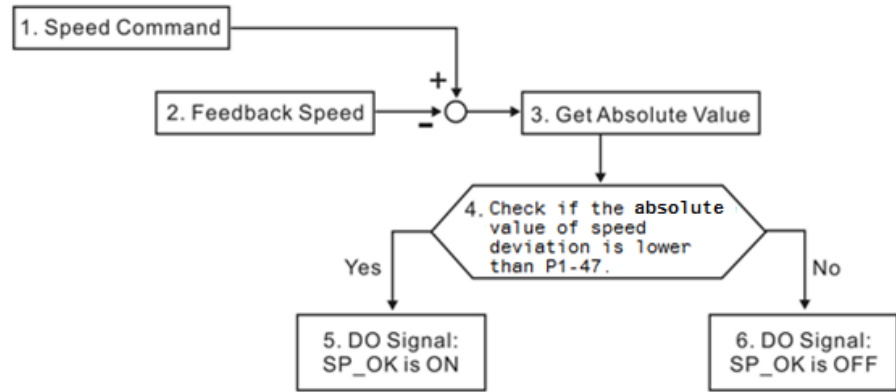 1. Speed Command
+
2. Feedback Speed
-
3. Get Absolute Value
4. Check if the absolute
value of speed
deviation is lower
than P1-47.
Yes
No
5. DO Signal:
SP_OK is ON
6. DO Signal:
SP_OK is OFF